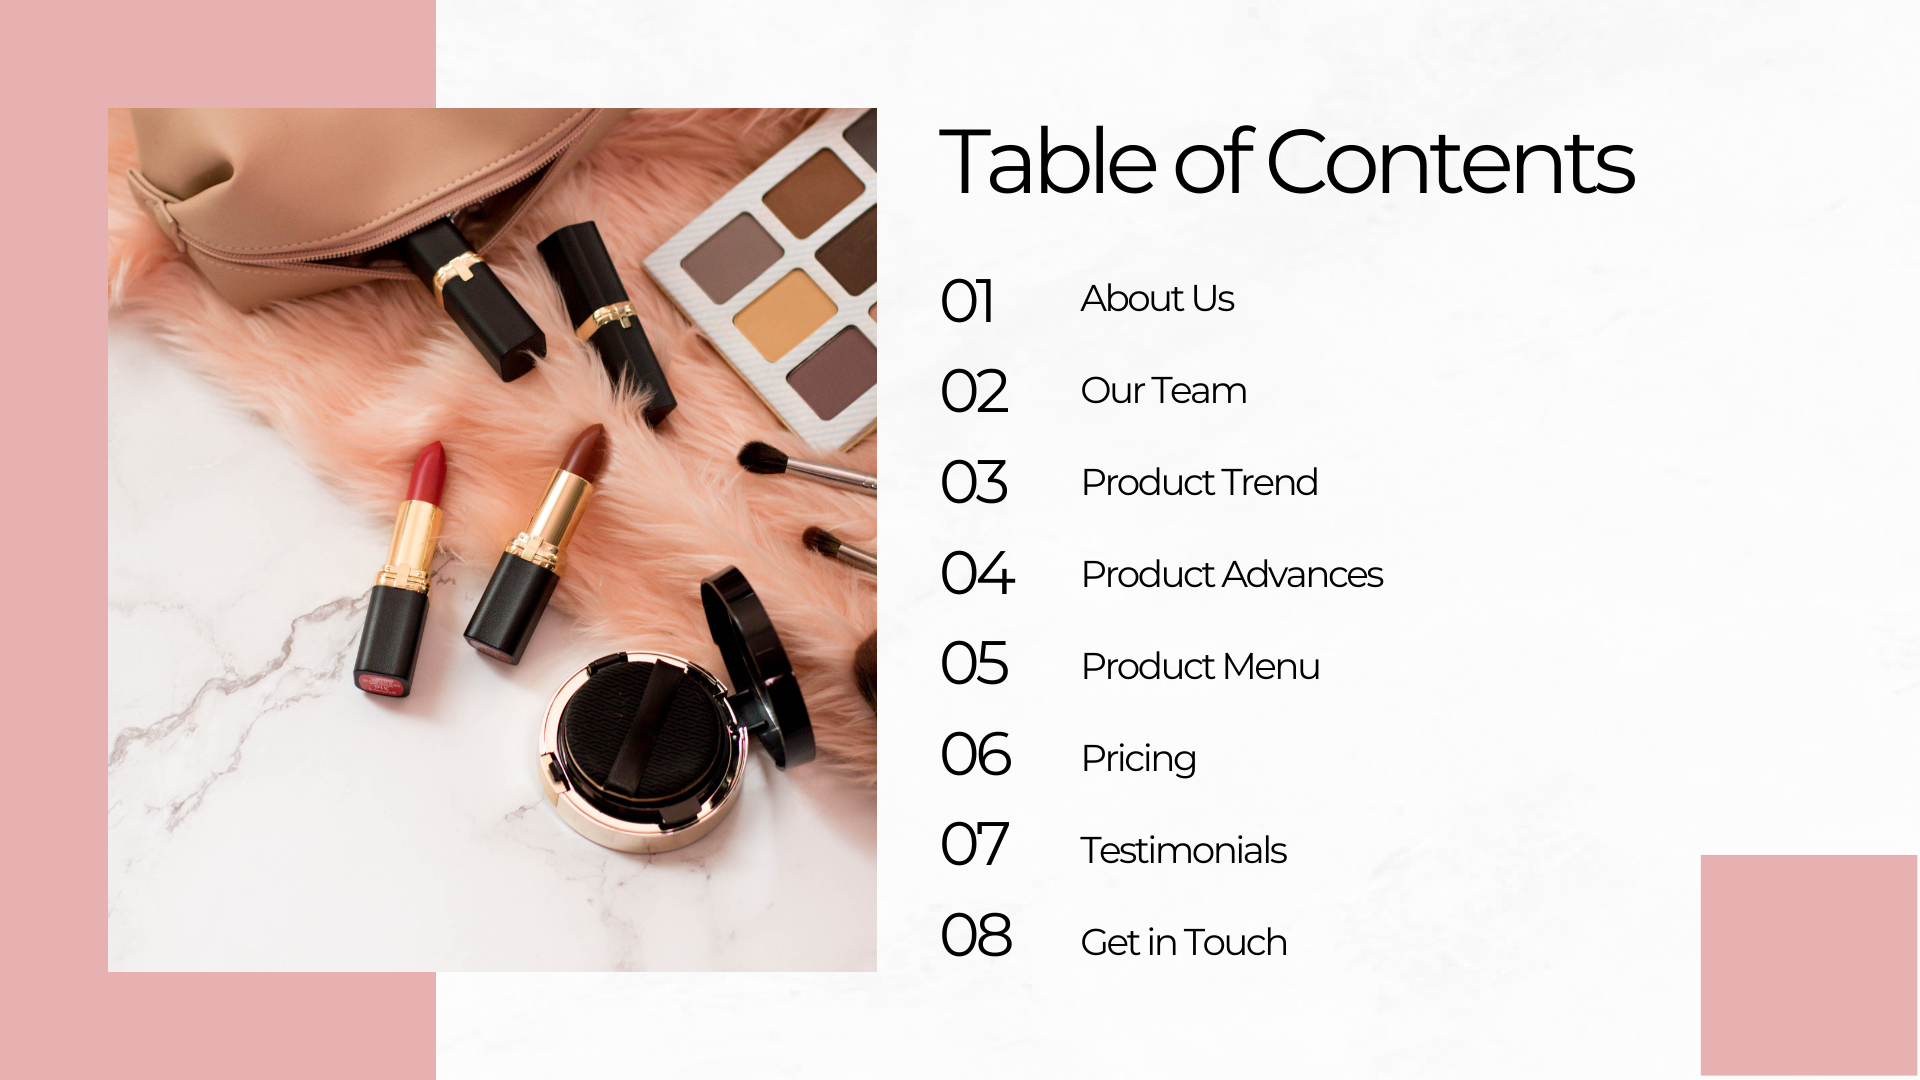 Table of Contents
01 About Us
02 Our Team
03 Product Trend
04 Product Advances
05 Product Menu
06 Pricing
07 Testimonials
08 Get in Touch